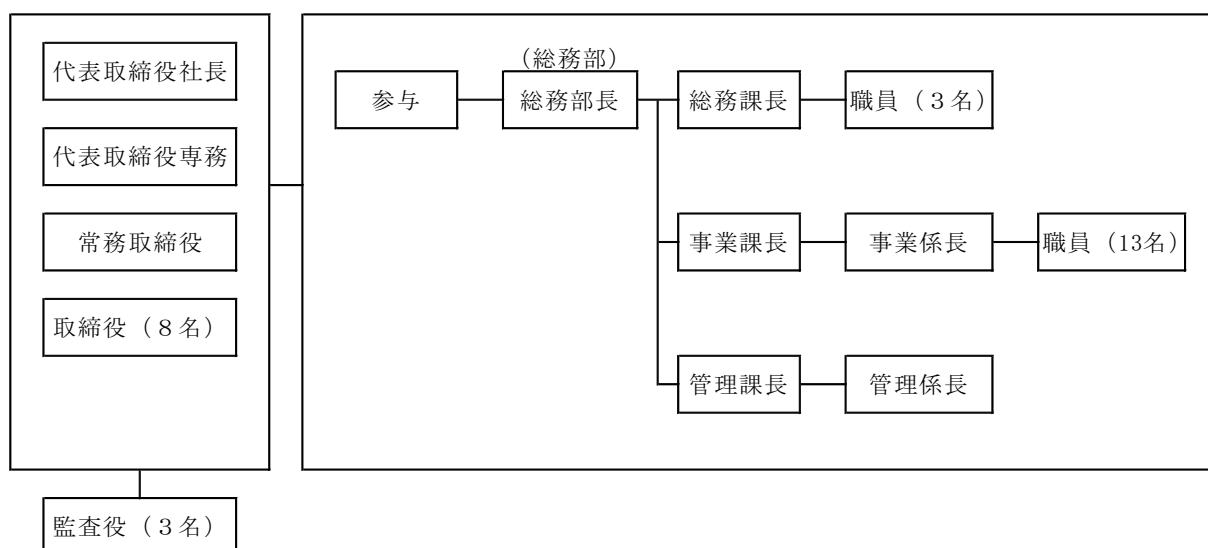 代表取締役社長
代表取締役専務
常務取締役
取締役（８名）
監査役（３名）
（総務部）
参与
総務部長
総務課長
職員（３名）
事業課長
事業係長
職員（13名）
管理課長
管理係長